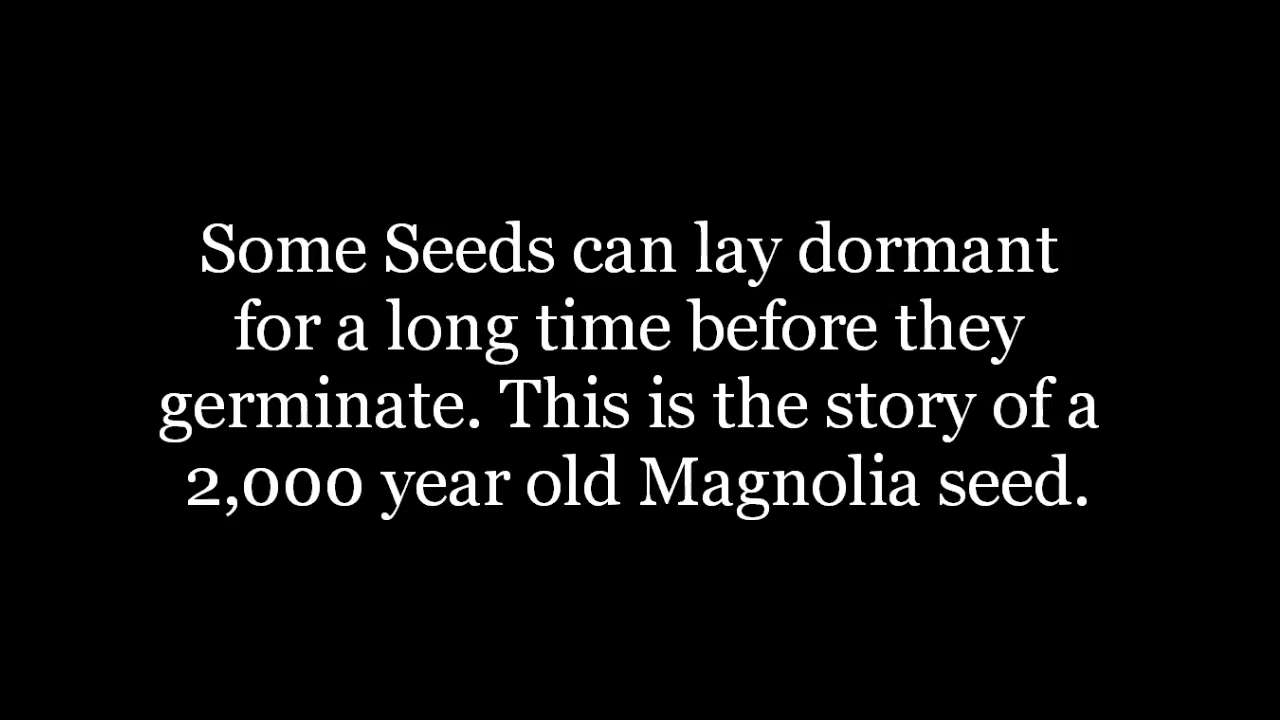 Some Seeds can lay dormant
for a long time before they
germinate. This is the story of a
2,000 year old Magnolia seed.